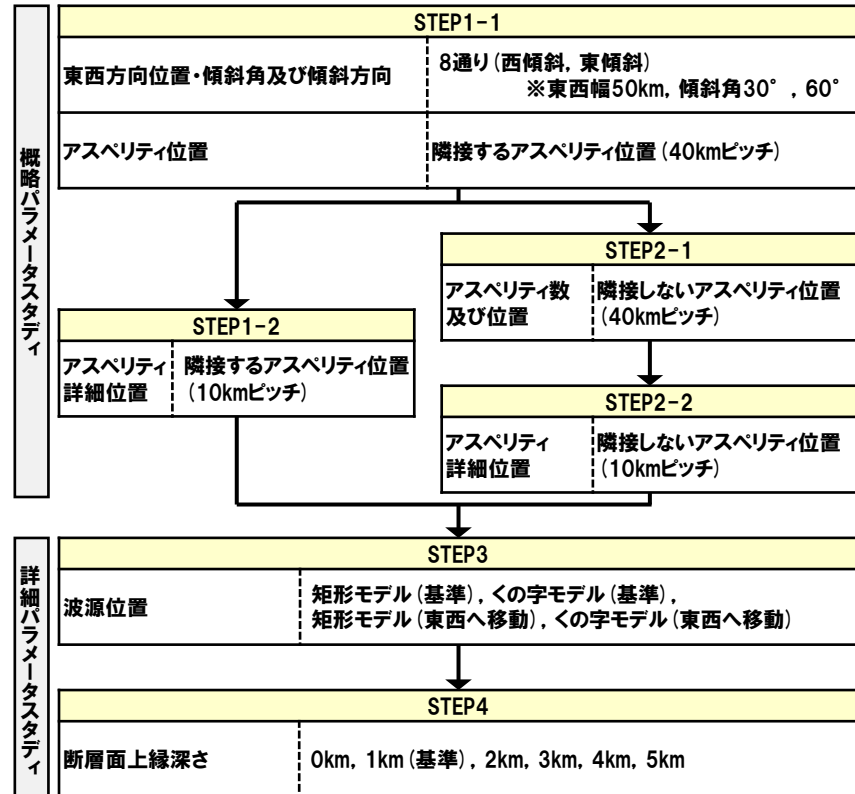 概略パラメータスタディ
STEP1-1
東西方向位置・傾斜角及び傾斜方向
8通り(西傾斜, 東傾斜)
※東西幅50km, 傾斜角30°, 60°
アスペリティ位置
隣接するアスペリティ位置(40kmピッチ)
STEP1-2
アスペリティ
詳細位置
隣接するアスペリティ位置
(10kmピッチ)
STEP2-1
アスペリティ数
及び位置
隣接しないアスペリティ位置
(40kmピッチ)
STEP2-2
アスペリティ
詳細位置
隣接しないアスペリティ位置
(10kmピッチ)
詳細パラメータスタディ
STEP3
波源位置
矩形モデル(基準), くの字モデル(基準),
矩形モデル(東西へ移動), くの字モデル(東西へ移動)
STEP4
断層面上縁深さ
0km, 1km(基準), 2km, 3km, 4km, 5km